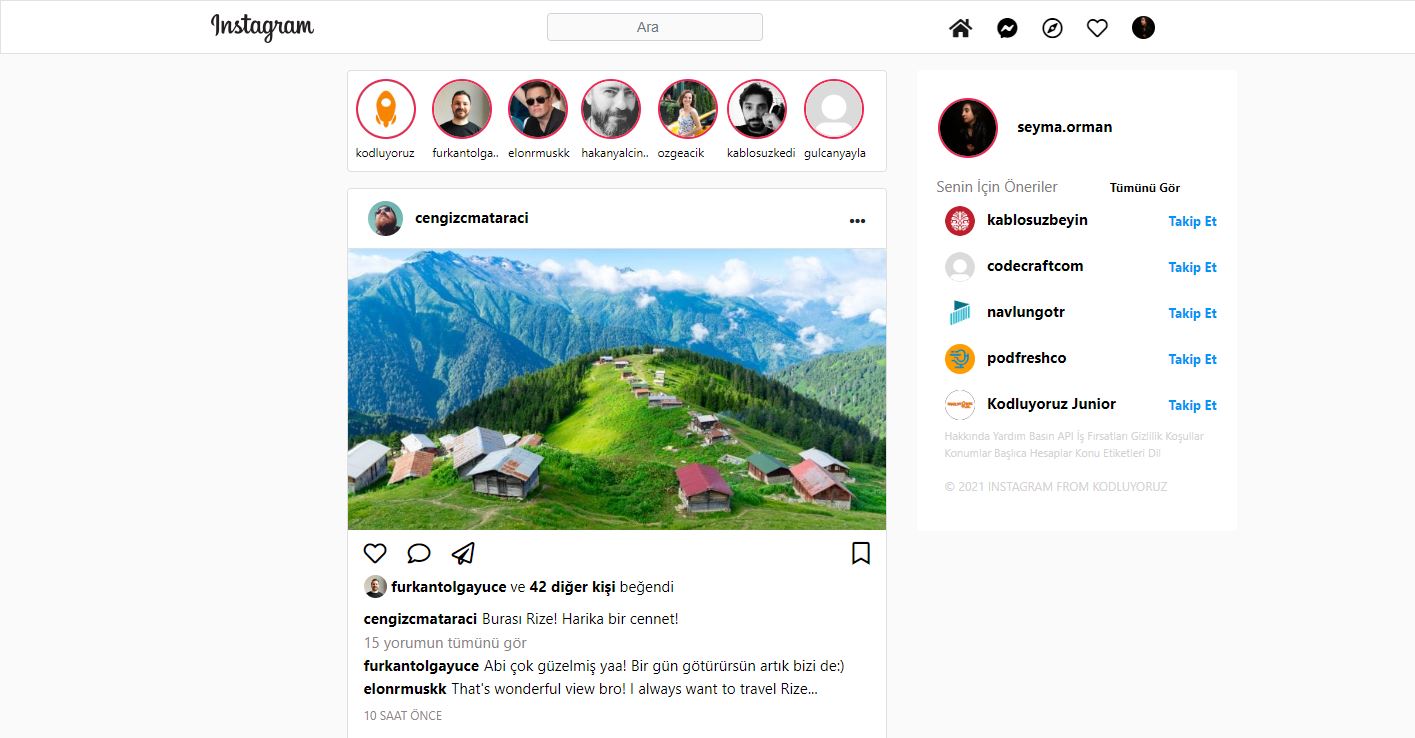 Instagram
Ara
kodluyoruz
furkantolga..
elonrmuskk
hakanyalcin..
ozgeacik
kablosuzkedi
gulcanyayla
cengizcmataraci
furkantolgayuce ve 42 diğer kişi beğendi
cengizcmataraci Burası Rize! Harika bir cennet!
15 yorumun tümünü gör
furkantolgayuce Abi çok güzelmiş yaa! Bir gün götürürsün artık bizi de:)
elonrmuskk That's wonderful view bro! I always want to travel Rize...
10 SAAT ÖNCE
seyma.orman
Senin İçin Öneriler Tümünü Gör
kablosuzbeyin Takip Et
codecraftcom Takip Et
navlungotr Takip Et
podfreshco Takip Et
Kodluyoruz Junior Takip Et
Hakkında Yardım Basın API İş Fırsatları Gizlilik Koşullar
Konumlar Başlıca Hesaplar Konu Etiketleri Dil
© 2021 INSTAGRAM FROM KODLUYORUZ